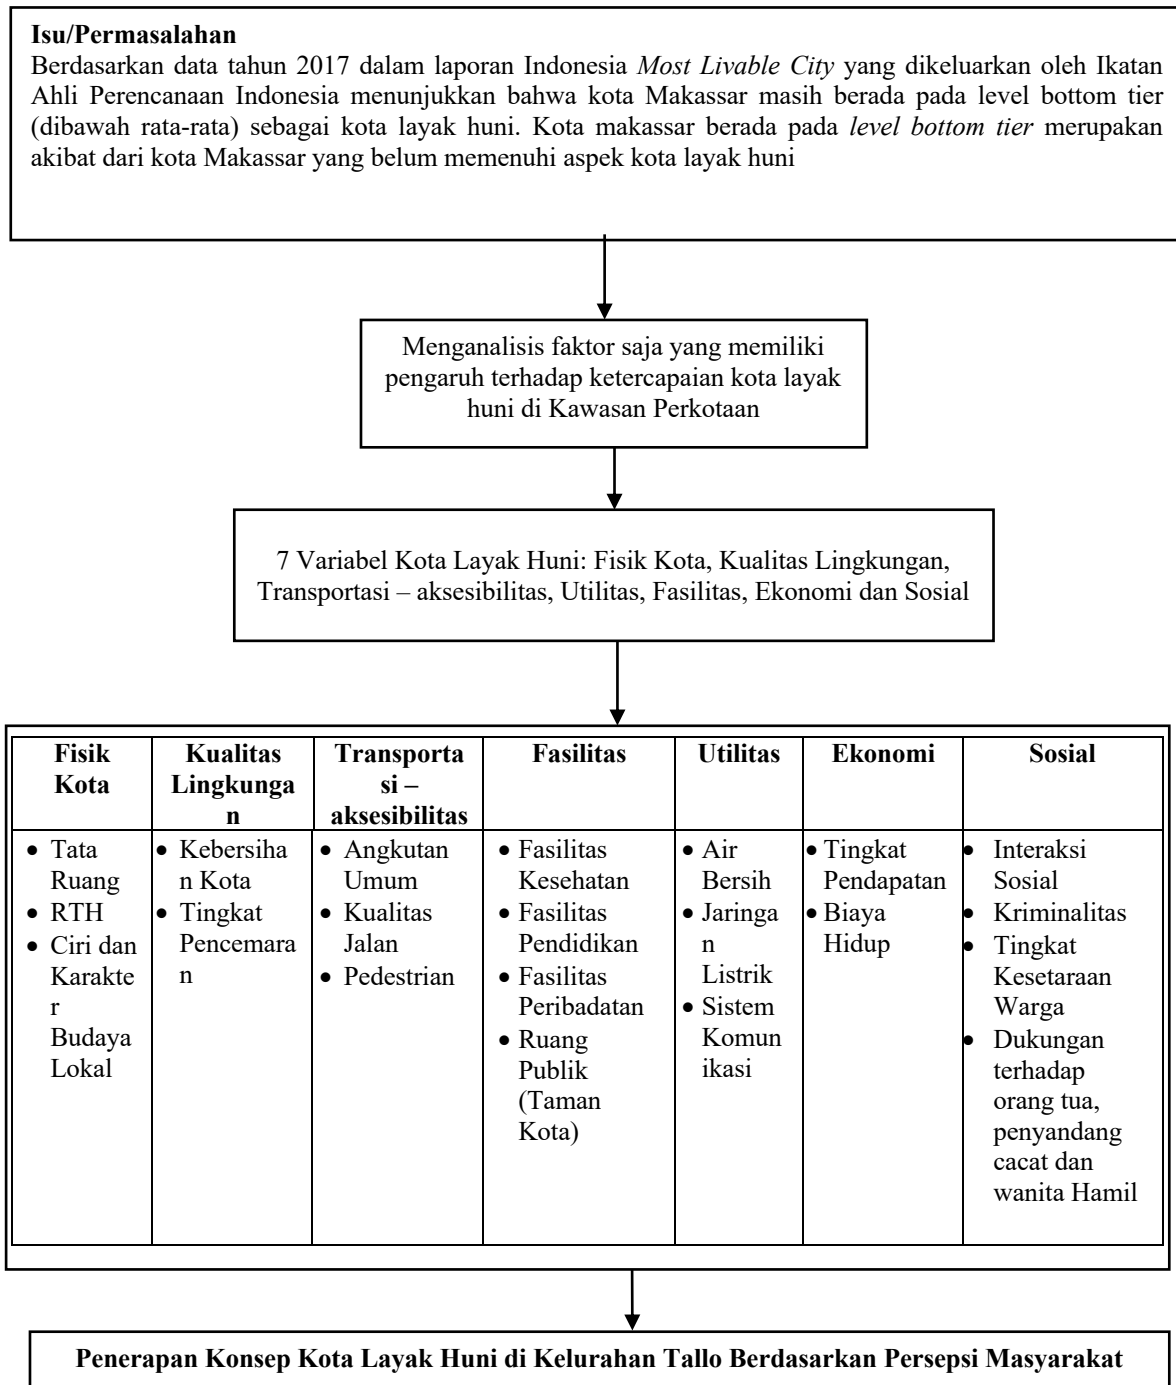 Isu/Permasalahan
Berdasarkan data tahun 2017 dalam laporan Indonesia Most Livable City yang dikeluarkan oleh Ikatan
Ahli Perencanaan Indonesia menunjukkan bahwa kota Makassar masih berada pada level bottom tier
(dibawah rata-rata) sebagai kota layak huni. Kota makassar berada pada level bottom tier merupakan
akibat dari kota Makassar yang belum memenuhi aspek kota layak huni
Menganalisis faktor saja yang memiliki
pengaruh terhadap ketercapaian kota layak
huni di Kawasan Perkotaan
7 Variabel Kota Layak Huni: Fisik Kota, Kualitas Lingkungan,
Transportasi – aksesibilitas, Utilitas, Fasilitas, Ekonomi dan Sosial
Fisik
Kota
Kualitas
Lingkunga
n
Transporta
si –
aksesibilitas
Fasilitas
Utilitas
Ekonomi
Sosial
• Tata
Ruang
• RTH
• Ciri dan
Karakte
r
Budaya
Lokal
• Kebersiha
n Kota
• Tingkat
Pencemara
n
• Angkutan
Umum
• Kualitas
Jalan
• Pedestrian
• Fasilitas
Kesehatan
• Fasilitas
Pendidikan
• Fasilitas
Peribadatan
• Ruang
Publik
(Taman
Kota)
• Air
Bersih
• Jaringa
n
Listrik
• Sistem
Komun
ikasi
• Tingkat
Pendapatan
• Biaya
Hidup
• Interaksi
Sosial
• Kriminalitas
• Tingkat
Kesetaraan
Warga
• Dukungan
terhadap
orang tua,
penyandang
cacat dan
wanita Hamil
Penerapan Konsep Kota Layak Huni di Kelurahan Tallo Berdasarkan Persepsi Masyarakat